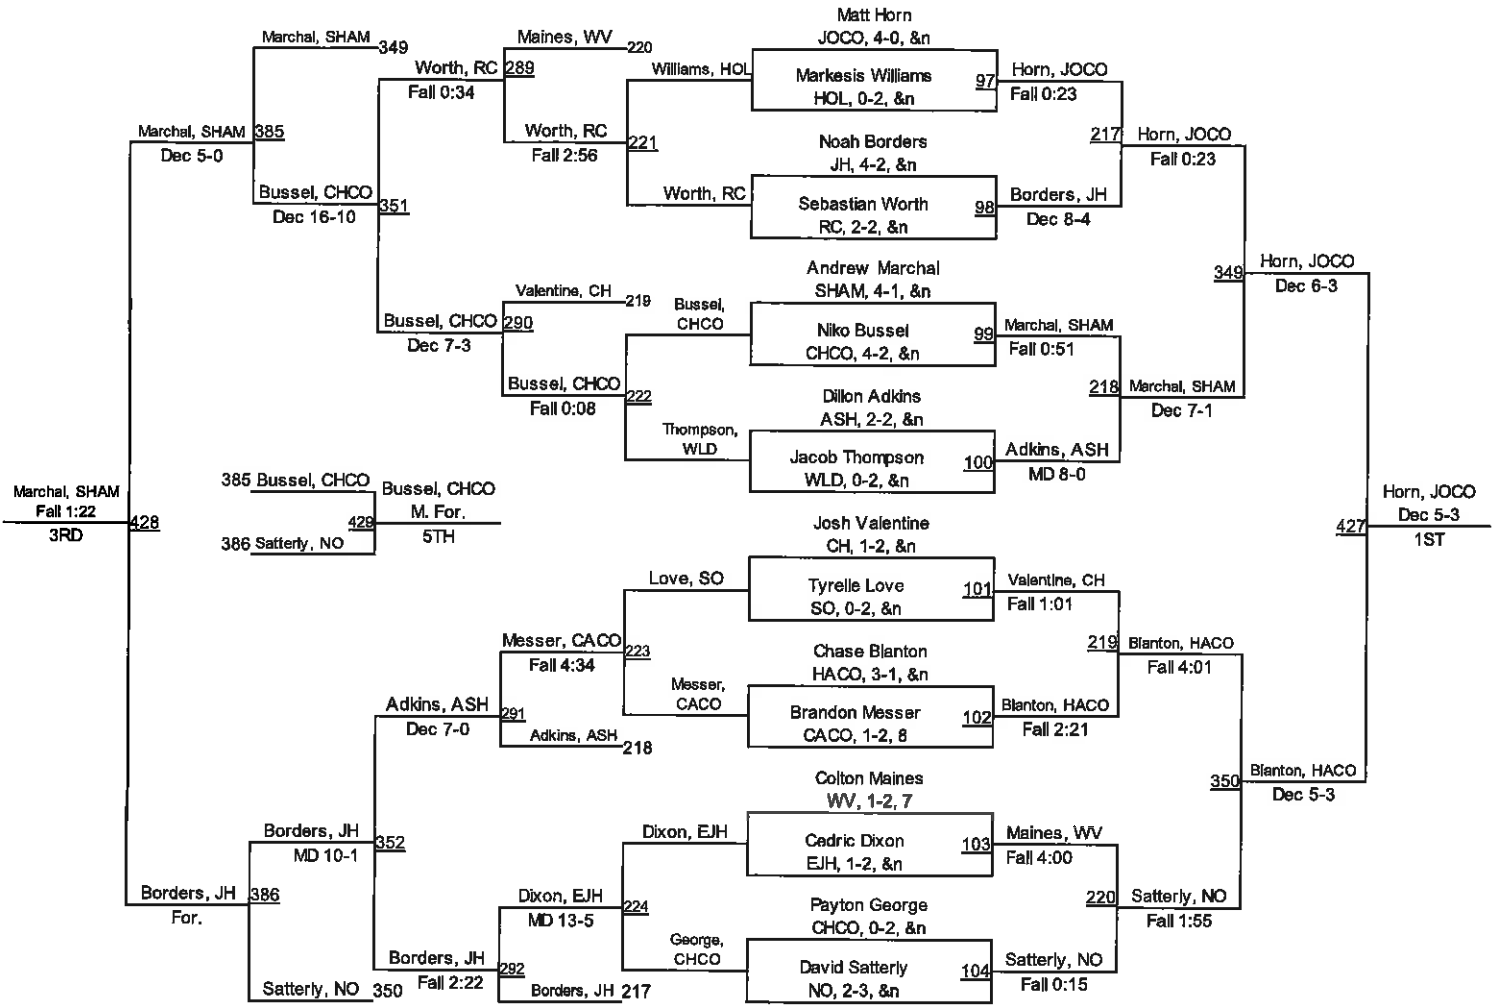 Matt Horn
JOCO, 4-0, &n
Markesis Williams
HOL, 0-2, &n
97
Noah Borders
JH, 4-2, &n
Sebastian Worth
RC, 2-2, &n
98
Andrew Marchal
SHAM, 4-1, &n
Niko Bussel
CHCO, 4-2, &n
99
Dillon Adkins
ASH, 2-2, &n
Jacob Thompson
WLD, 0-2, &n
100
Josh Valentine
CH, 1-2, &n
Tyrelle Love
SO, 0-2, &n
101
Chase Blanton
HACO, 3-1, &n
Brandon Messer
CACO, 1-2, 8
102
Colton Maines
WV, 1-2, 7
Cedric Dixon
EJH, 1-2, &n
103
Payton George
CHCO, 0-2, &n
David Satterly
NO, 2-3, &n
104
Horn, JOCO
Fall 0:23
217
Borders, JH
Dec 8-4
Marchal, SHAM
Fall 0:51
218
Adkins, ASH
MD 8-0
Valentine, CH
Fall 1:01
219
Blanton, HACO
Fall 2:21
Maines, WV
Fall 4:00
220
Satterly, NO
Fall 0:15
Horn, JOCO
Fall 0:23
349
Marchal, SHAM
Dec 7-1
Blanton, HACO
Fall 4:01
350
Satterly, NO
Fall 1:55
Horn, JOCO
Dec 6-3
427
Blanton, HACO
Dec 5-3
Horn, JOCO
Dec 5-3
1ST
Williams, HOL
221
Worth, RC
Bussel,
CHCO
222
Thompson,
WLD
Love, SO
223
Messer,
CACO
Dixon, EJH
224
George,
CHCO
Maines, WV
220
289
Worth, RC
Fall 2:56
Valentine, CH
219
290
Bussel, CHCO
Fall 0:08
Messer, CACO
Fall 4:34
291
Adkins, ASH
218
Dixon, EJH
MD 13-5
292
Borders, JH
217
Worth, RC
Fall 0:34
351
Bussel, CHCO
Dec 7-3
Adkins, ASH
Dec 7-0
352
Borders, JH
Fall 2:22
Marchal, SHAM
349
385
Bussel, CHCO
Dec 16-10
Borders, JH
MD 10-1
386
Satterly, NO
350
Marchal, SHAM
Dec 5-0
428
Borders, JH
For.
Marchal, SHAM
Fall 1:22
3RD
385 Bussel, CHCO
429
386 Satterly, NO
Bussel, CHCO
M. For.
5TH